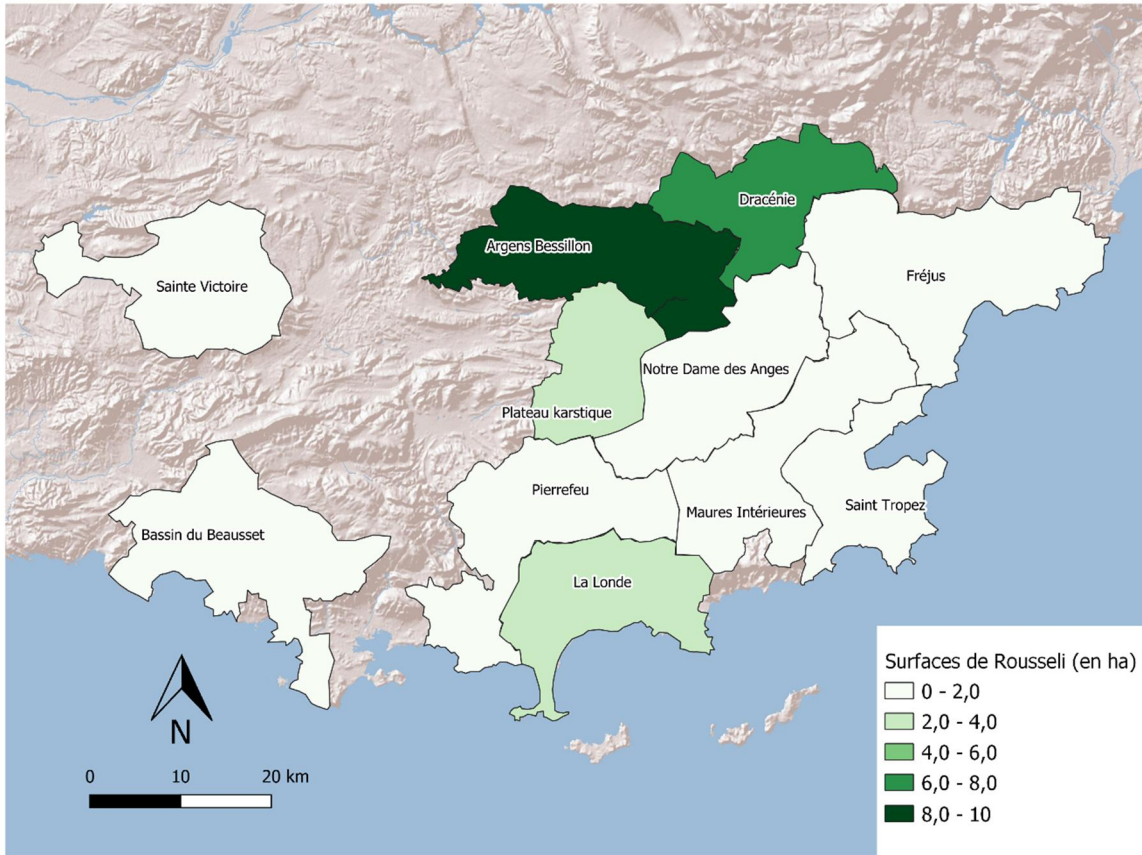 Dracénie
Argens Bessillon
Fréjus
Sainte Victoire
Notre Dame des Anges
Plateau karstique
Pierrefeu
Saint Tropez
Maures Intérieures
Bassin du Beausset
La Londe
N
0 10 20 km
Surfaces de Rousseli (en ha)
0 - 2,0
2,0 - 4,0
4,0 - 6,0
6,0 - 8,0
8,0 - 10